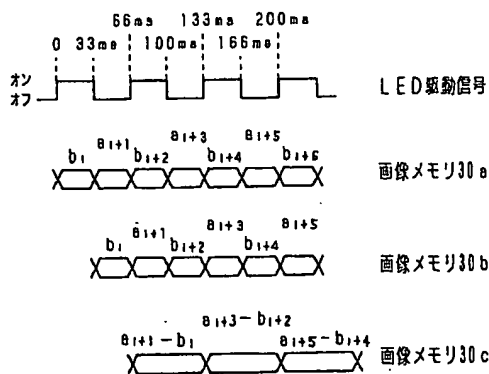 66ms 133ms 200ms
0 33ms 100ms 166ms
オン
オフ
LED駆動信号
bi ai+1 bi+2 ai+3 bi+4 ai+5 bi+6
画像メモリ30a
bi ai+1 bi+2 ai+3 bi+4 ai+5
画像メモリ30b
ai+1-bi ai+3-bi+2 ai+5-bi+4
画像メモリ30c